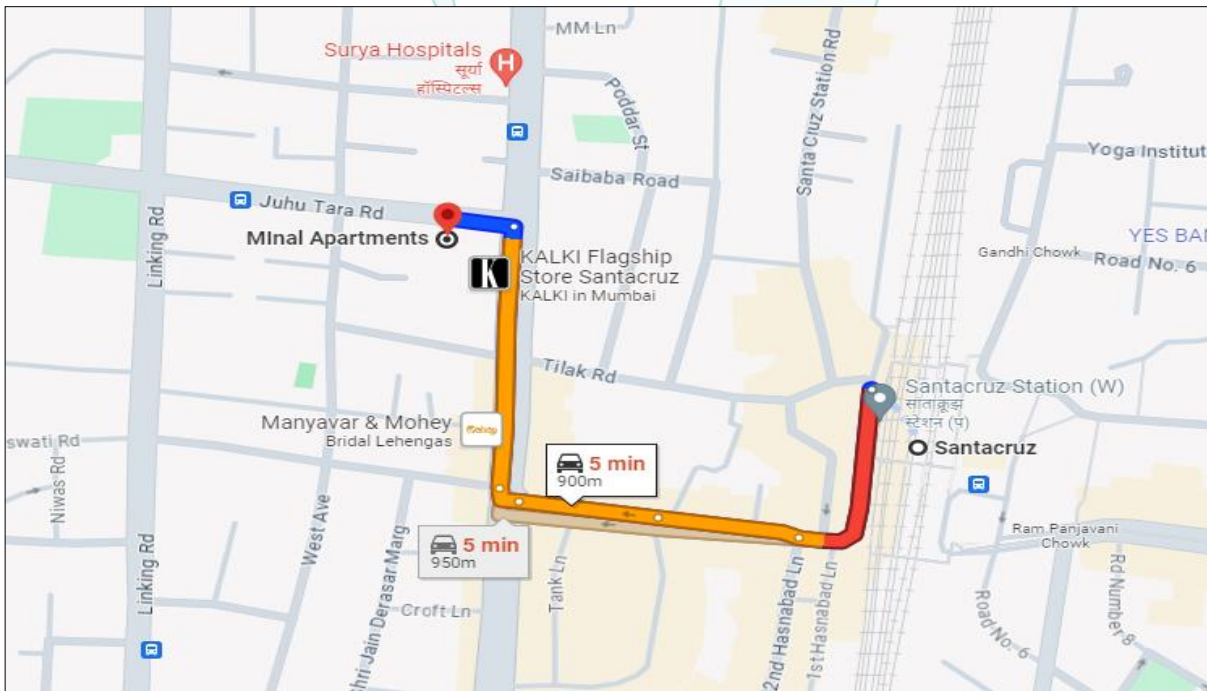 MM Ln
Surya Hospitals
सूर्या
हॉस्पिटल्स
H
Poddar St
Santa Cruz Station Rd
Yoga Institut
Saibaba Road
Juhu Tara Rd
MInal Apartments
Linking Rd
YES BAN
Gandhi Chowk
Road No. 6
K
KALKI Flagship
Store Santacruz
KALKI in Mumbai
Tilak Rd
Santacruz Station (W)
सांताक्रूझ
स्टेशन (प)
Santacruz
Manyavar & Mohey
Bridal Lehengas
swati Rd
Niwas Rd
West Ave
5 min
900m
5 min
950m
Ram Panjavani
Chowk
Linking Rd
shri Jain Derasar Marg
Croft Ln
Tank Ln
2nd Hasnabad Ln
1st Hasnabad Ln
Road No. 6
Rd Number 8